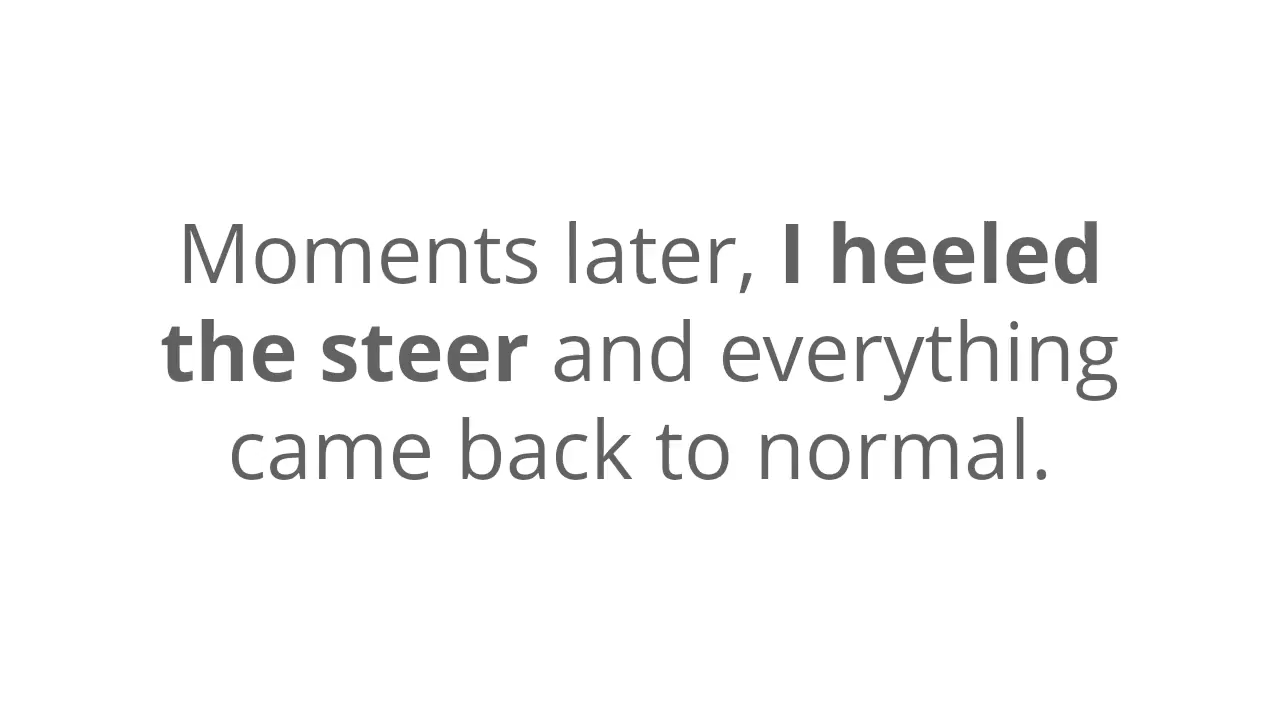 Moments later, I heeled
the steer and everything
came back to normal.